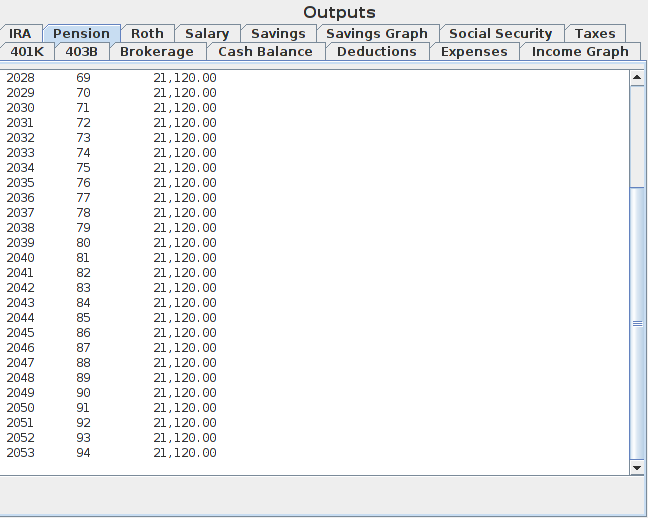 Outputs
IRA Pension Roth Salary Savings Savings Graph Social Security Taxes
401K 403B Brokerage Cash Balance Deductions Expenses Income Graph
2028 69 21,120.00
2029 70 21,120.00
2030 71 21,120.00
2031 72 21,120.00
2032 73 21,120.00
2033 74 21,120.00
2034 75 21,120.00
2035 76 21,120.00
2036 77 21,120.00
2037 78 21,120.00
2038 79 21,120.00
2039 80 21,120.00
2040 81 21,120.00
2041 82 21,120.00
2042 83 21,120.00
2043 84 21,120.00
2044 85 21,120.00
2045 86 21,120.00
2046 87 21,120.00
2047 88 21,120.00
2048 89 21,120.00
2049 90 21,120.00
2050 91 21,120.00
2051 92 21,120.00
2052 93 21,120.00
2053 94 21,120.00